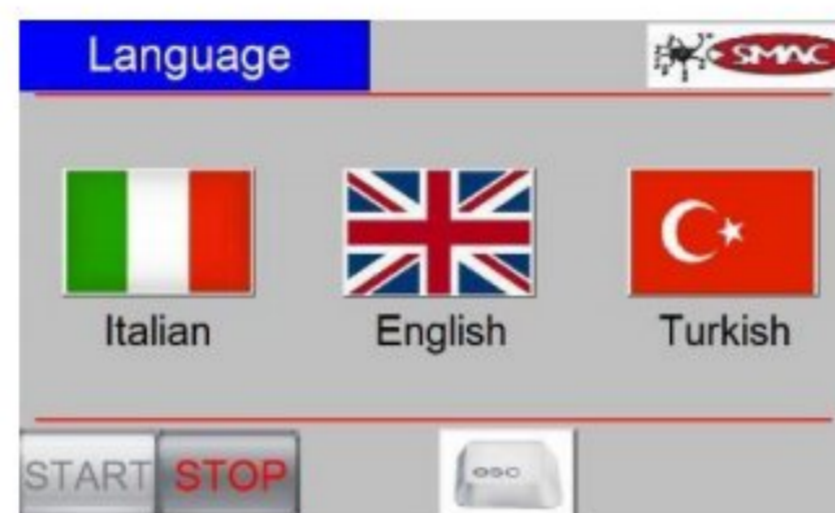 Language
SMAC
Italian
English
Turkish
START
STOP
esc